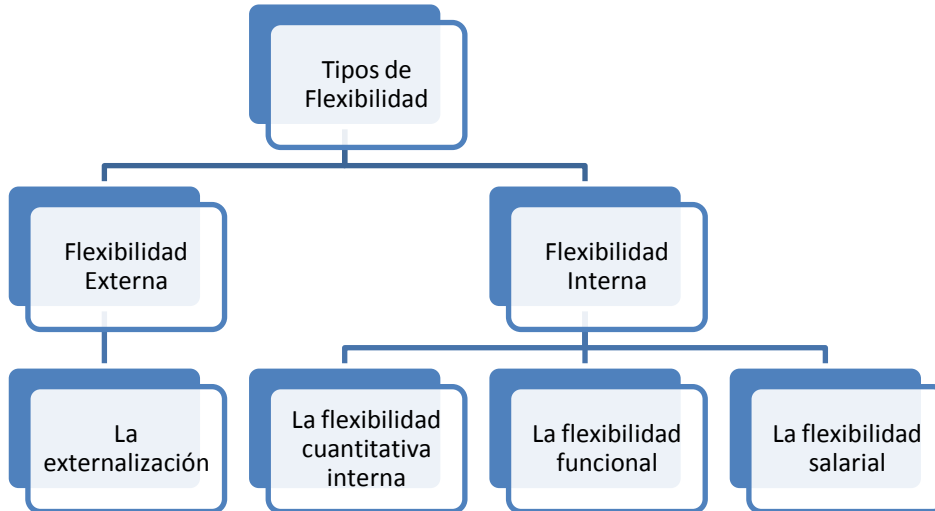 Tipos de
Flexibilidad
Flexibilidad
Externa
Flexibilidad
Interna
La
externalización
La flexibilidad
cuantitativa
interna
La flexibilidad
funcional
La flexibilidad
salarial